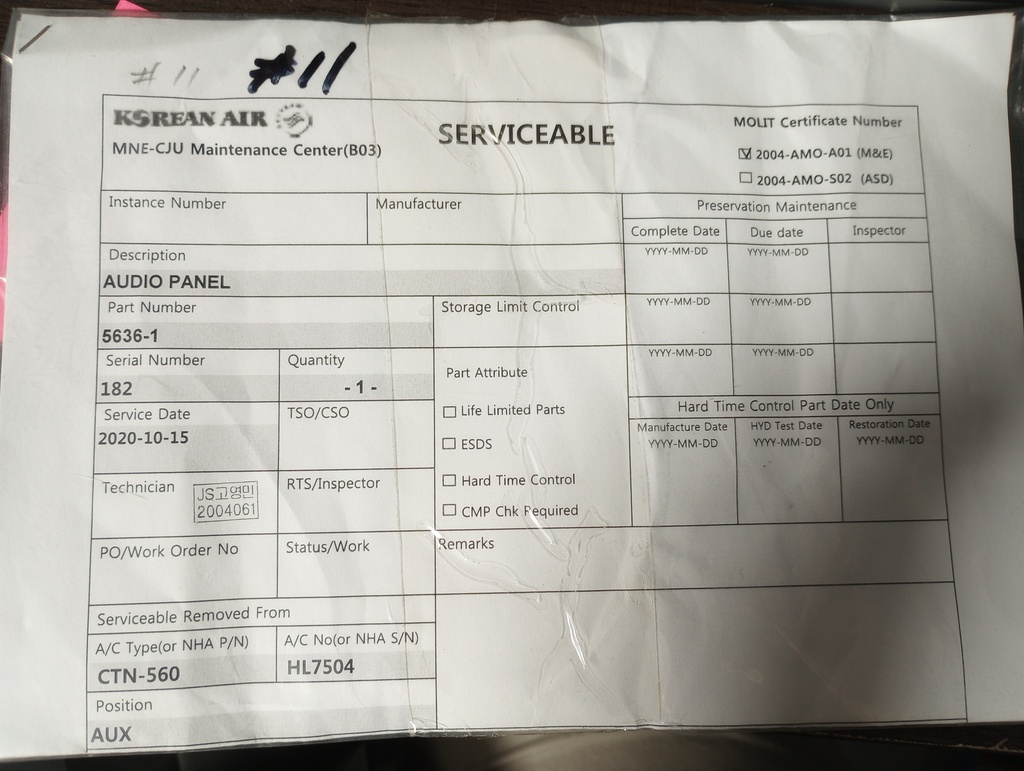 # 11 #11
KOREAN AIR
MNE-CJU Maintenance Center(B03)
SERVICEABLE
MOLIT Certificate Number
2004-AMO-A01 (M&E)
2004-AMO-S02 (ASD)
Instance Number
Manufacturer
Preservation Maintenance
Complete Date Due date Inspector
YYYY-MM-DD YYYY-MM-DD
YYYY-MM-DD YYYY-MM-DD
YYYY-MM-DD YYYY-MM-DD
Description
AUDIO PANEL
Part Number
5636-1
Storage Limit Control
Serial Number
182
Quantity
- 1 -
Part Attribute
Life Limited Parts
ESDS
Hard Time Control
CMP Chk Required
Hard Time Control Part Date Only
Manufacture Date HYD Test Date Restoration Date
YYYY-MM-DD YYYY-MM-DD YYYY-MM-DD
Service Date
2020-10-15
TSO/CSO
Technician
JS고영민
2004061
RTS/Inspector
PO/Work Order No
Status/Work
Remarks
Serviceable Removed From
A/C Type(or NHA P/N)
CTN-560
A/C No(or NHA S/N)
HL7504
Position
AUX